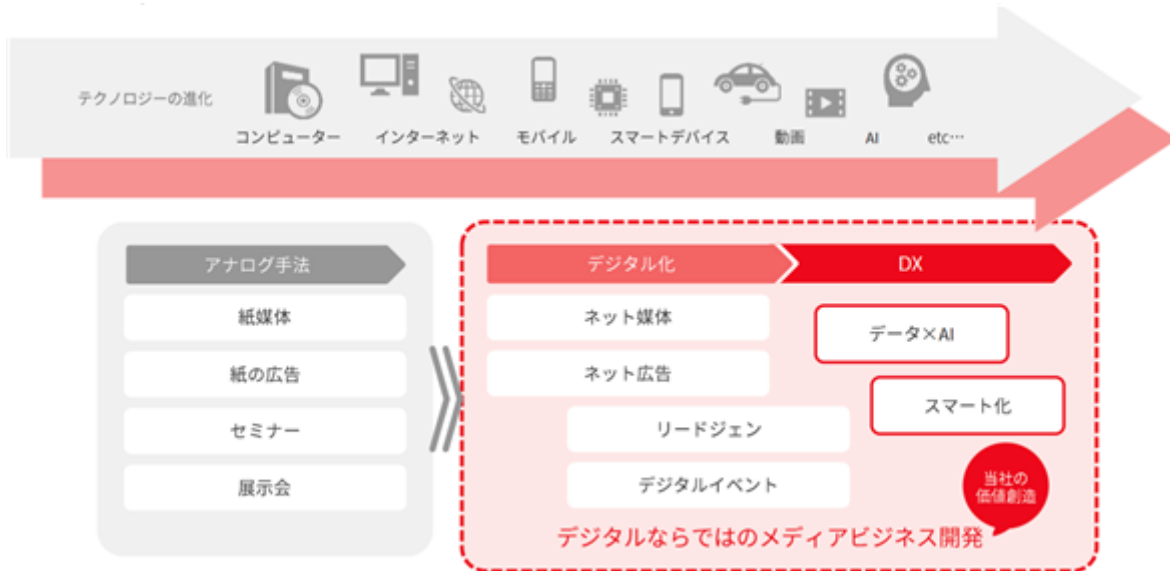 テクノロジーの進化
コンピューター
インターネット
モバイル
スマートデバイス
動画
AI
etc…
アナログ手法
紙媒体
紙の広告
セミナー
展示会
デジタル化
DX
ネット媒体
ネット広告
リードジェン
デジタルイベント
データ×AI
スマート化
当社の
価値創造
デジタルならではのメディアビジネス開発